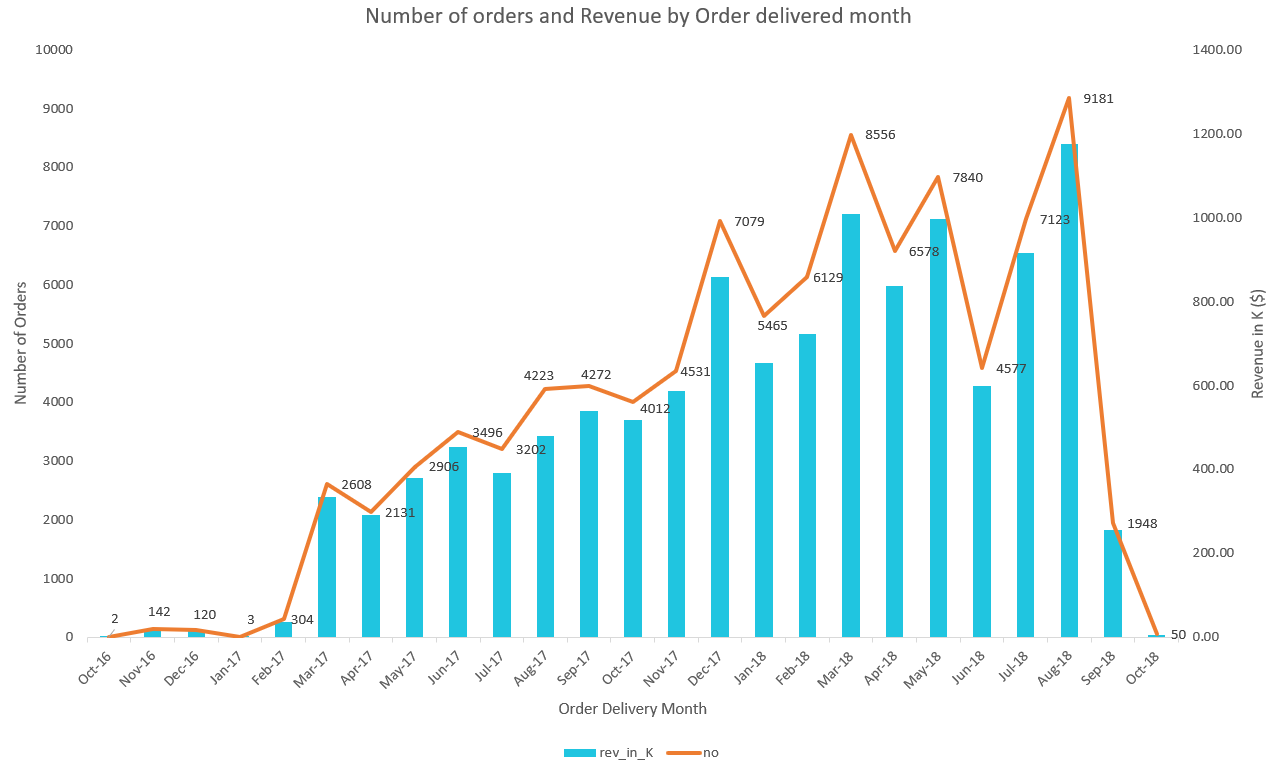 Number of orders and Revenue by Order delivered month
10000
9000
8000
7000
6000
5000
4000
3000
2000
1000
0
Number of Orders
1400.00
1200.00
1000.00
800.00
600.00
400.00
200.00
0.00
Revenue in K ($)
2
142
120
3
304
2608
2131
2906
3496
3202
4223
4272
4012
4531
7079
5465
6129
8556
6578
7840
4577
7123
9181
1948
50
Oct-16
Nov-16
Dec-16
Jan-17
Feb-17
Mar-17
Apr-17
May-17
Jun-17
Jul-17
Aug-17
Sep-17
Oct-17
Nov-17
Dec-17
Jan-18
Feb-18
Mar-18
Apr-18
May-18
Jun-18
Jul-18
Aug-18
Sep-18
Oct-18
Order Delivery Month
rev_in_K
no